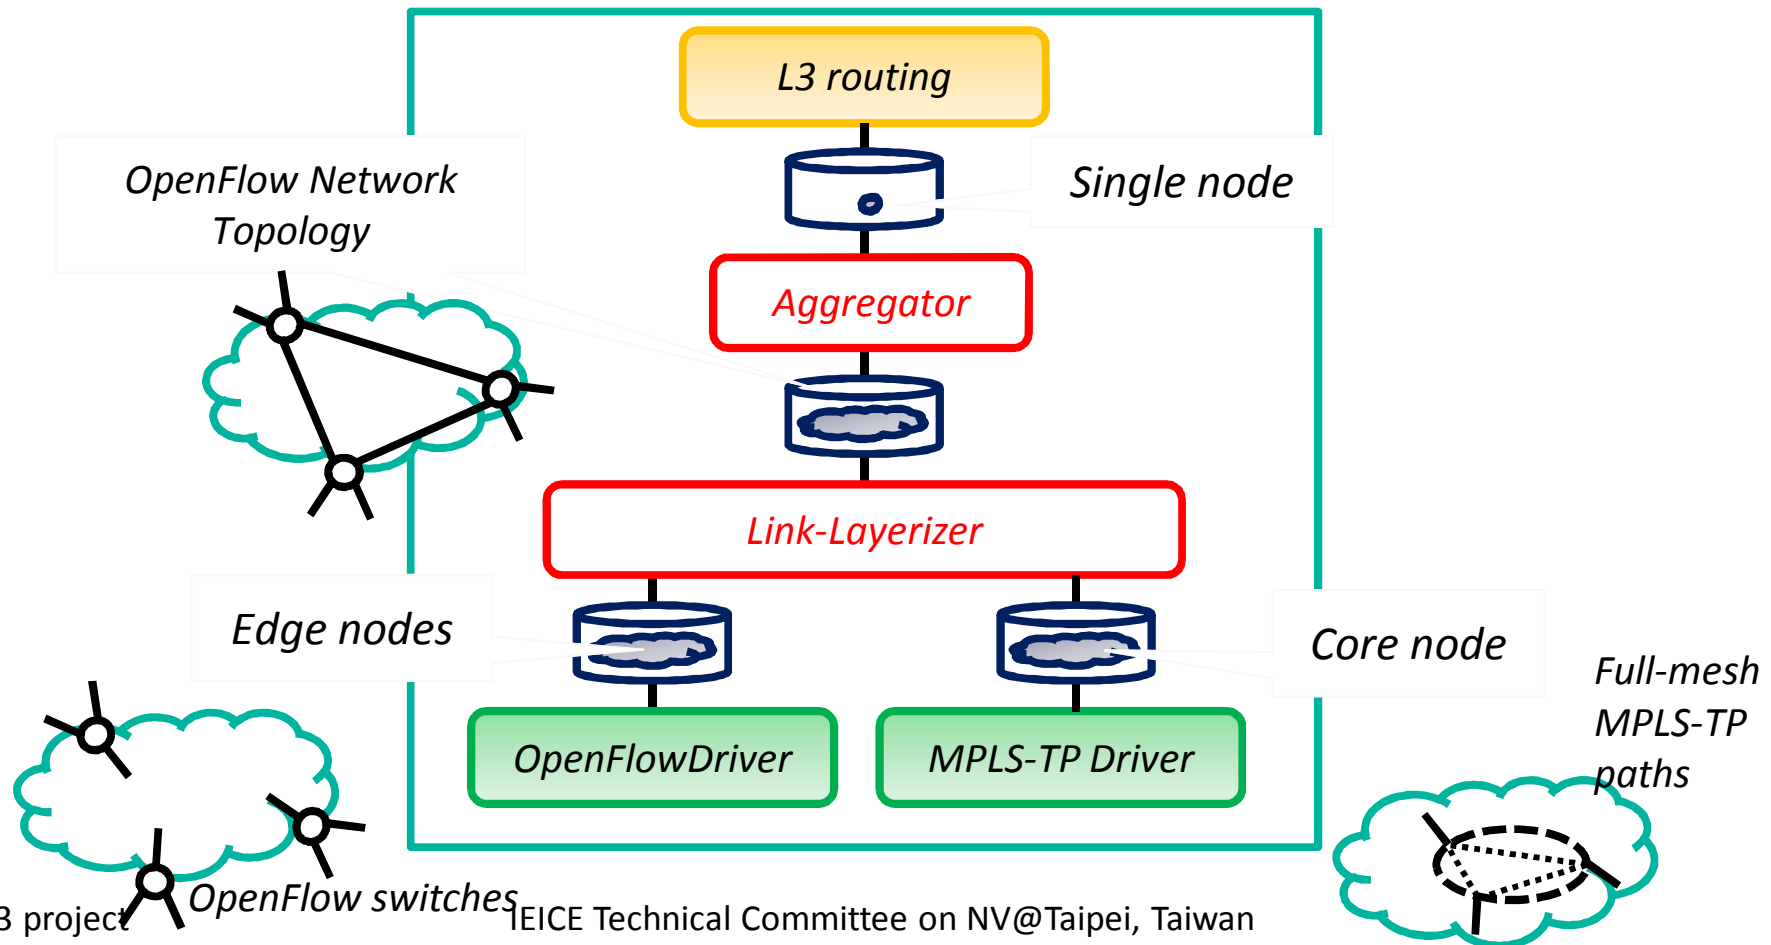 L3 routing
OpenFlow Network
Topology
Single node
Aggregator
Link-Layerizer
Edge nodes
Core node
Full-mesh
MPLS-TP
paths
OpenFlowDriver
MPLS-TP Driver
OpenFlow switches
3 project
IEICE Technical Committee on NV@Taipei, Taiwan